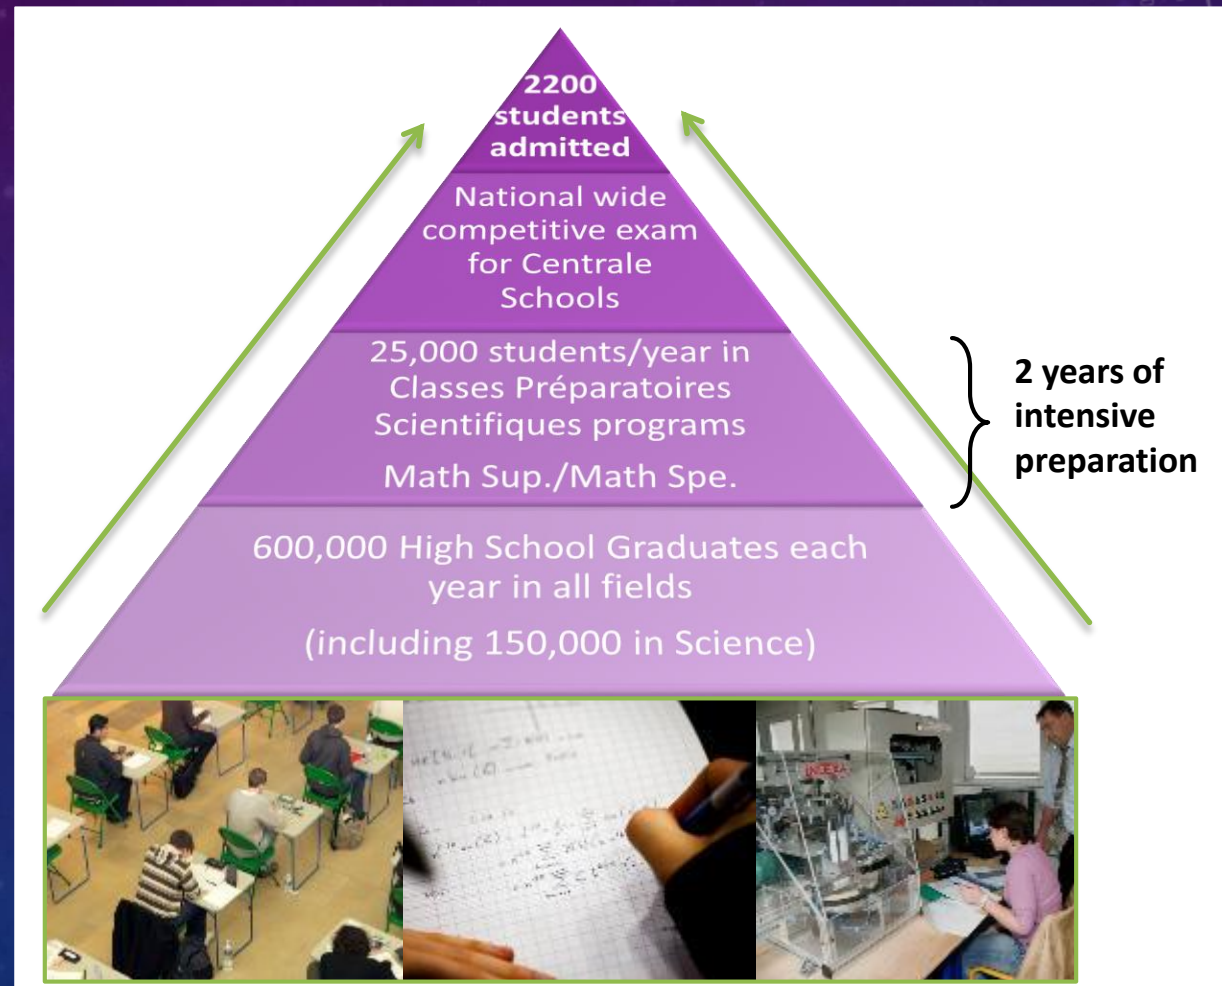 2200
students
admitted
National wide
competitive exam
for Centrale
Schools
25,000 students/year in
Classes Préparatoires
Scientifiques programs
Math Sup./Math Spe.
2 years of
intensive
preparation
600,000 High School Graduates each
year in all fields
(including 150,000 in Science)